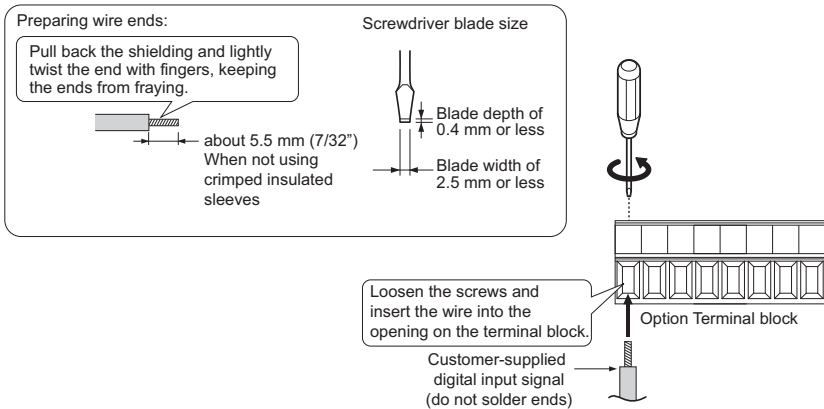 Preparing wire ends:
Pull back the shielding and lightly
twist the end with fingers, keeping
the ends from fraying.
about 5.5 mm (7/32”)
When not using
crimped insulated
sleeves
Screwdriver blade size
Blade depth of
0.4 mm or less
Blade width of
2.5 mm or less
Loosen the screws and
insert the wire into the
opening on the terminal block.
Option Terminal block
Customer-supplied
digital input signal
(do not solder ends)